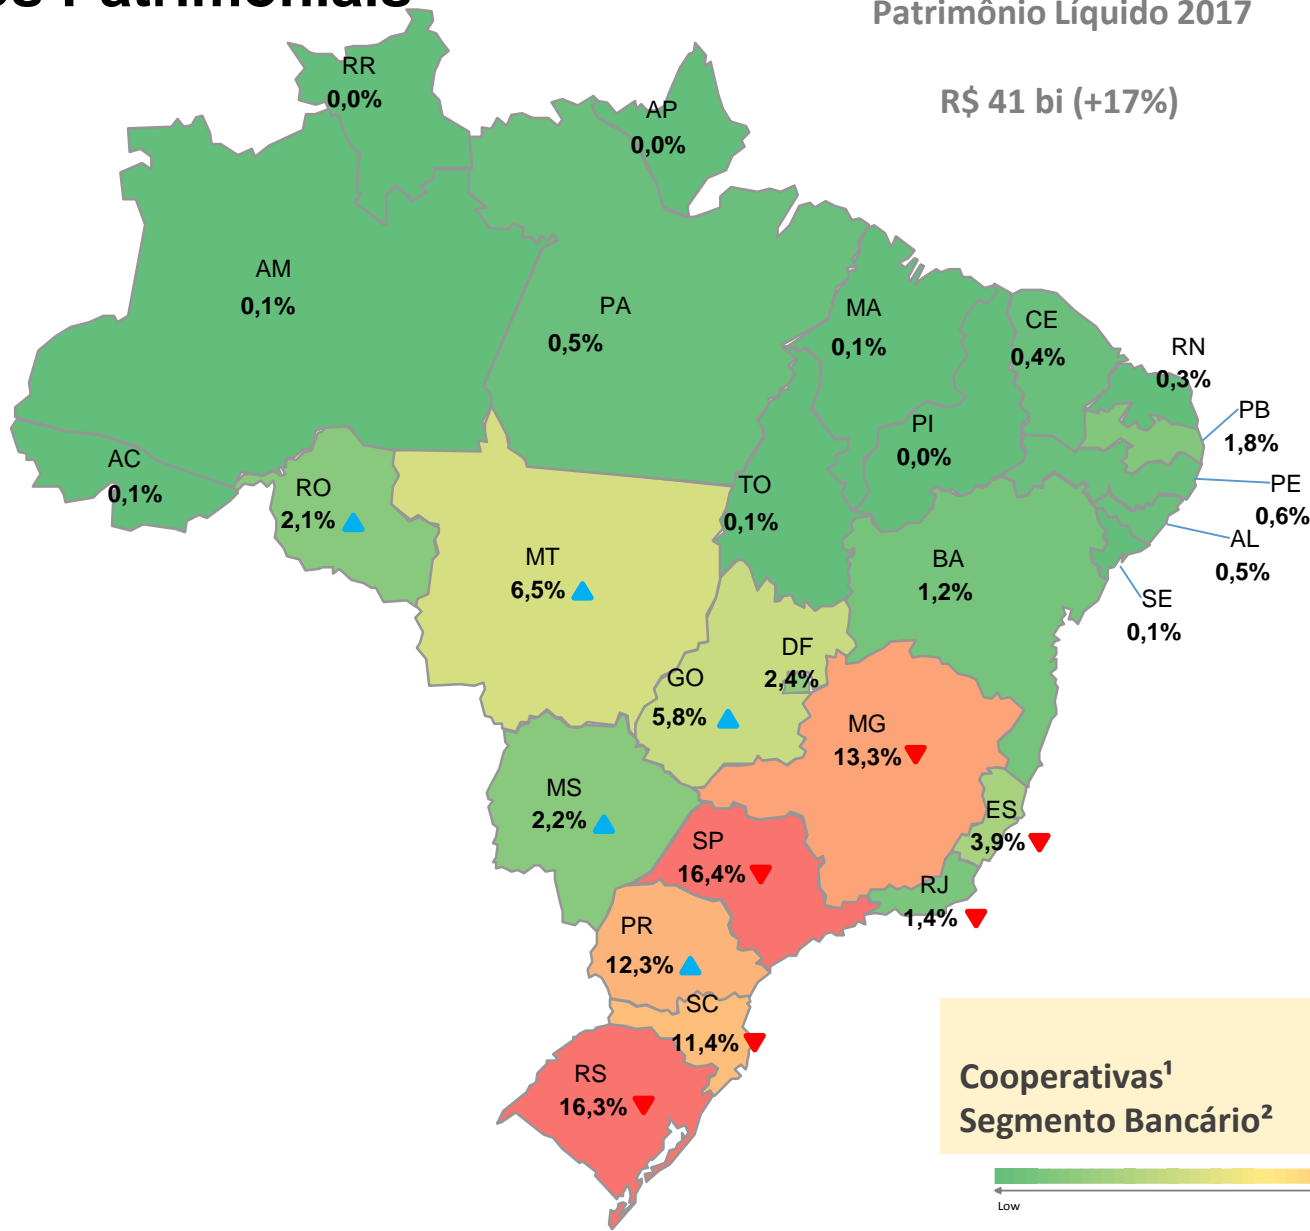 Patrimoniais
Patrimônio Líquido 2017
R$ 41 bi (+17%)
RR
0,0%
AP
0,0%
AM
0,1%
PA
0,5%
MA
0,1%
CE
0,4%
RN
0,3%
PB
1,8%
PI
0,0%
AC
0,1%
RO
2,1%
TO
0,1%
PE
0,6%
AL
0,5%
MT
6,5%
BA
1,2%
SE
0,1%
DF
2,4%
GO
5,8%
MG
13,3%
MS
2,2%
ES
3,9%
SP
16,4%
RJ
1,4%
PR
12,3%
SC
11,4%
RS
16,3%
Cooperativas¹
Segmento Bancário²
Low